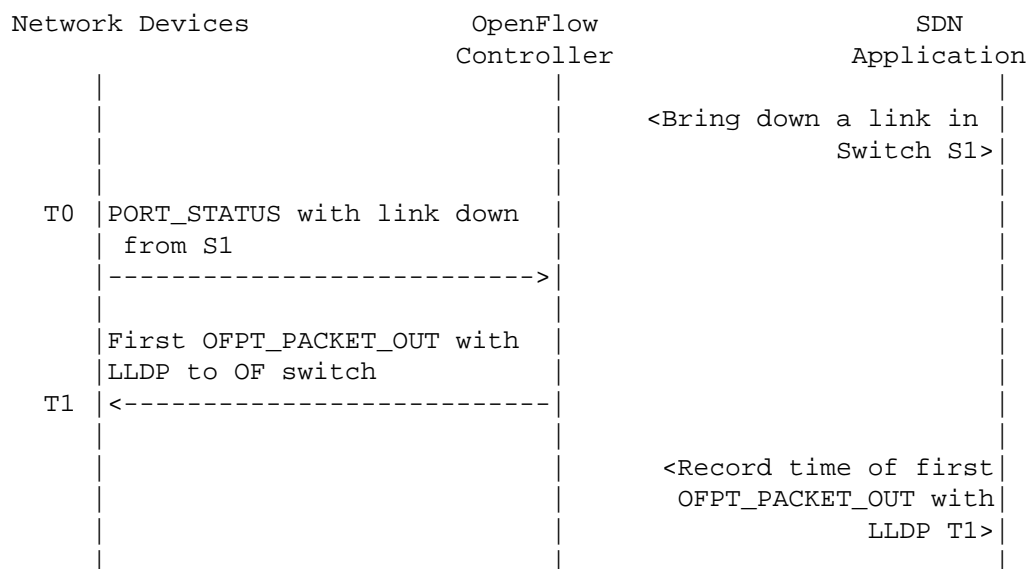 Network Devices OpenFlow SDN
Controller Application
<Bring down a link in
Switch S1>
T0 PORT_STATUS with link down
from S1
--------------------------->
First OFPT_PACKET_OUT with
LLDP to OF switch
T1 <---------------------------
<Record time of first
OFPT_PACKET_OUT with
LLDP T1>